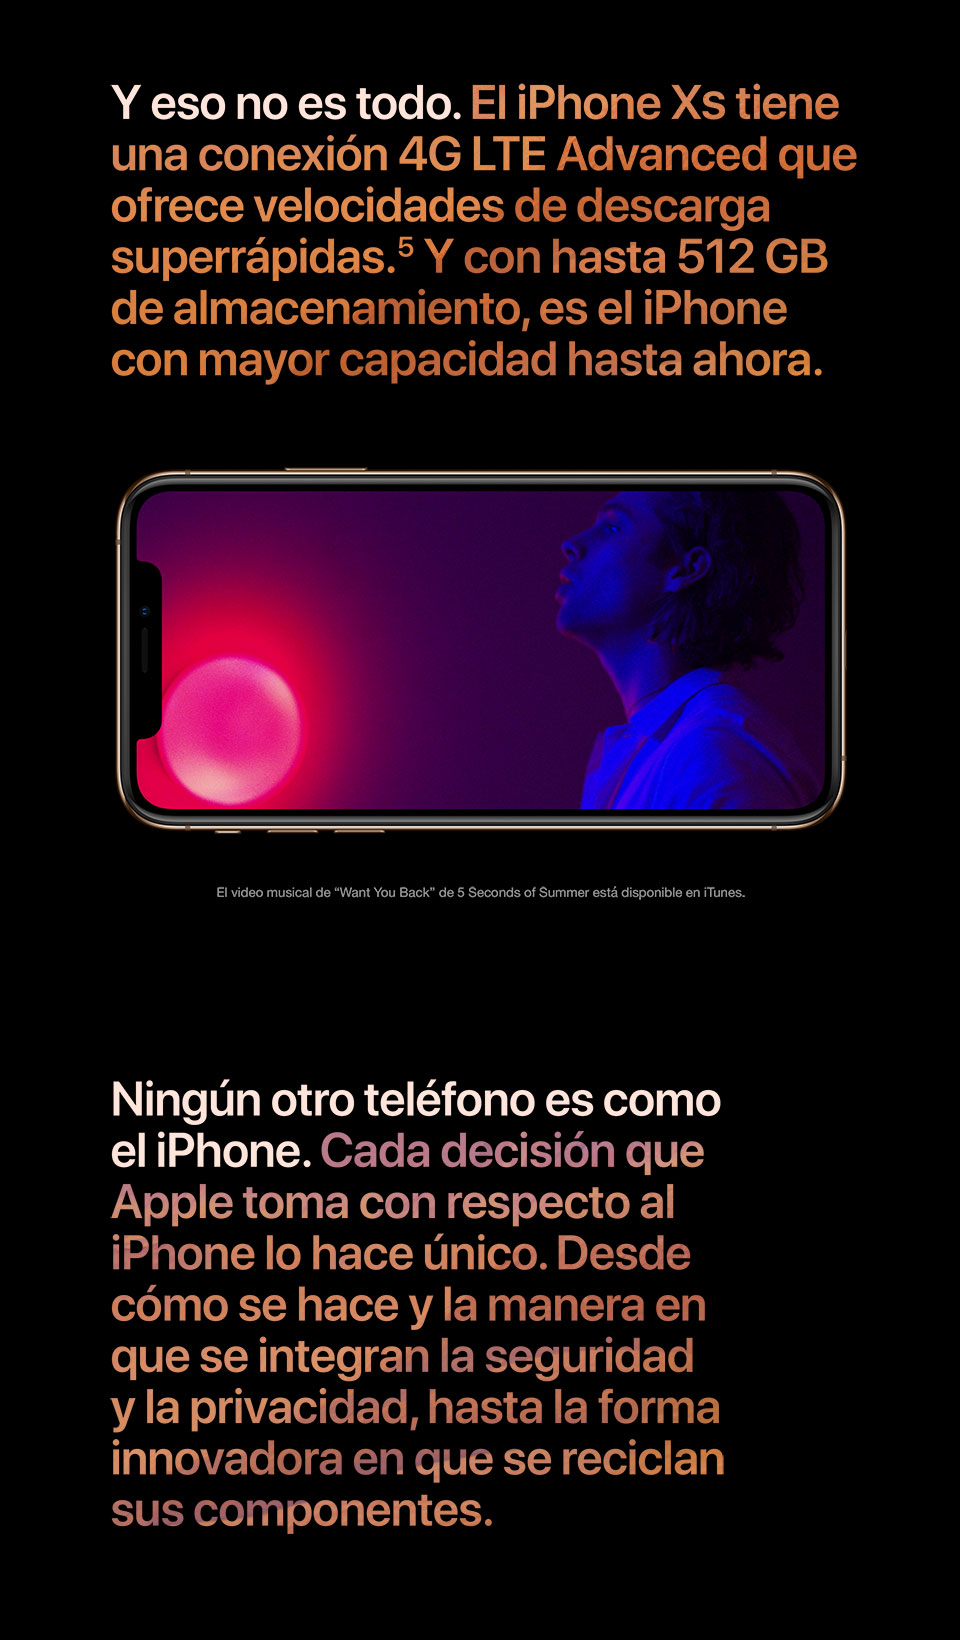 Y eso no es todo. El iPhone Xs tiene
una conexión 4G LTE Advanced que
ofrece velocidades de descarga
superrápidas.⁵ Y con hasta 512 GB
de almacenamiento, es el iPhone
con mayor capacidad hasta ahora.
El video musical de “Want You Back” de 5 Seconds of Summer está disponible en iTunes.
Ningún otro teléfono es como
el iPhone. Cada decisión que
Apple toma con respecto al
iPhone lo hace único. Desde
cómo se hace y la manera en
que se integran la seguridad
y la privacidad, hasta la forma
innovadora en que se reciclan
sus componentes.